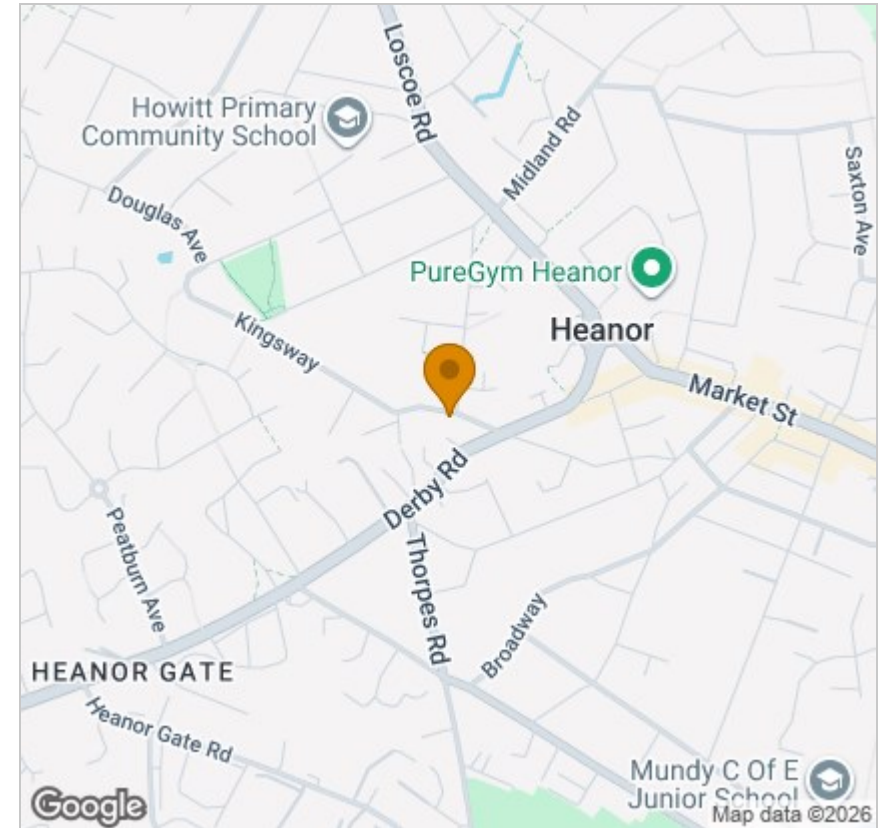 Loscoe Rd
Howitt Primary
Community School
Midland Rd
Saxton Ave
Douglas Ave
PureGym Heanor
Heanor
Kingsway
Market St
Derby Rd
Peatburn Ave
Thorpes Rd
Broadway
HEANOR GATE
Heanor Gate Rd
Mundy C Of E
Junior School
Google
Map data ©2026